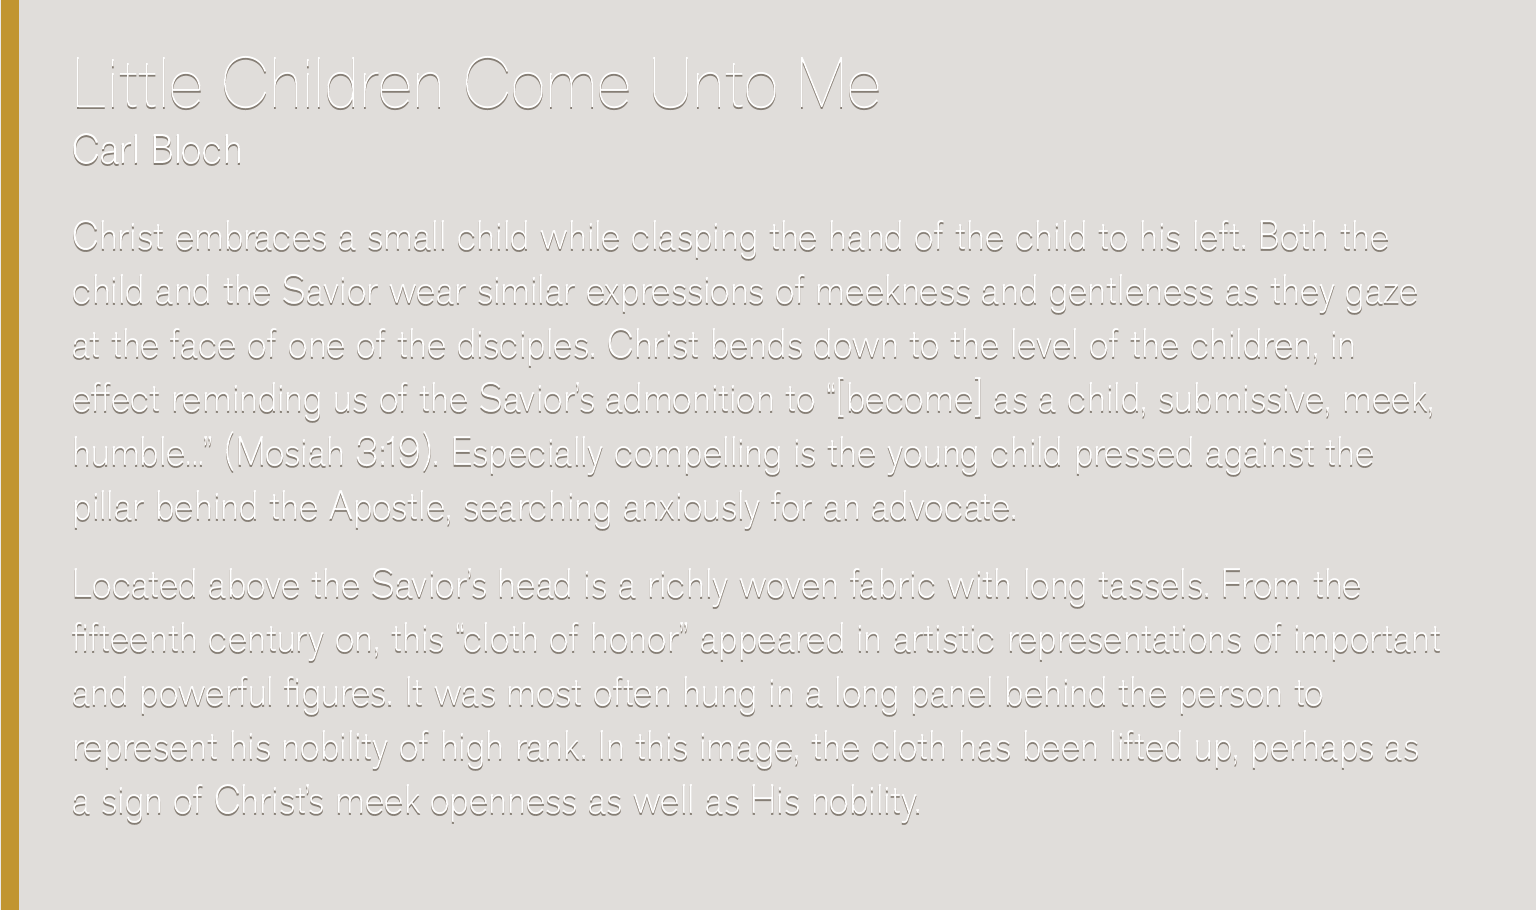 Little Children Come Unto Me
Carl Bloch
Christ embraces a small child while clasping the hand of the child to his left. Both the
child and the Savior wear similar expressions of meekness and gentleness as they gaze
at the face of one of the disciples. Christ bends down to the level of the children, in
effect reminding us of the Savior’s admonition to “[become] as a child, submissive, meek,
humble...” (Mosiah 3:19). Especially compelling is the young child pressed against the
pillar behind the Apostle, searching anxiously for an advocate.
Located above the Savior’s head is a richly woven fabric with long tassels. From the
fifteenth century on, this “cloth of honor” appeared in artistic representations of important
and powerful figures. It was most often hung in a long panel behind the person to
represent his nobility of high rank. In this image, the cloth has been lifted up, perhaps as
a sign of Christ’s meek openness as well as His nobility.